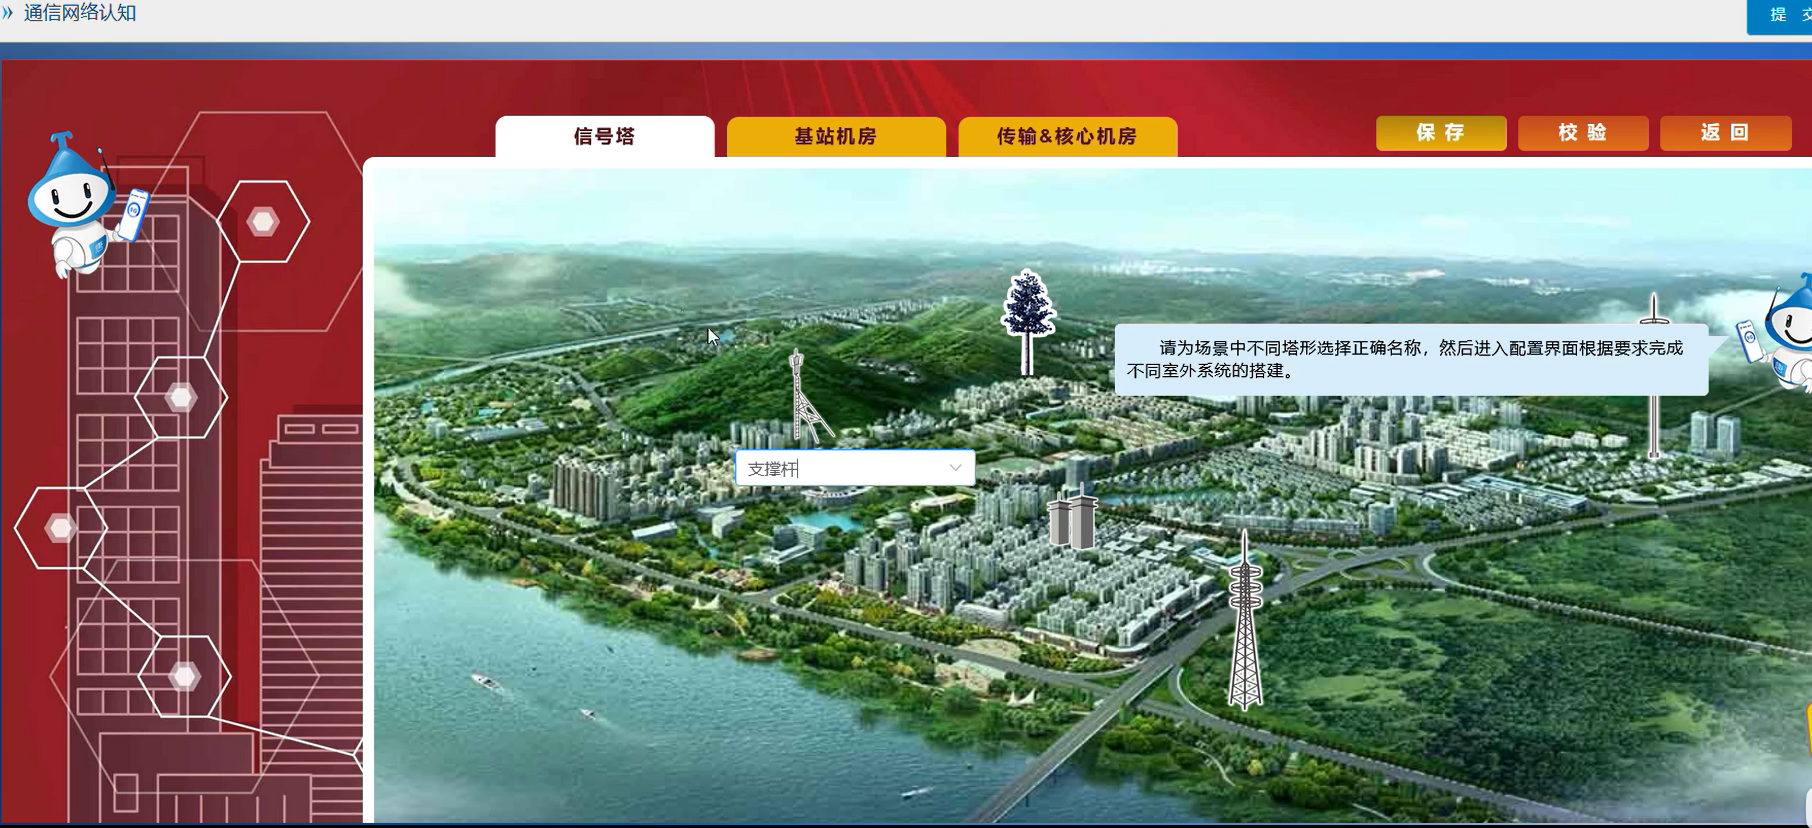 通信网络认知
提 交
信号塔
基站机房
传输&核心机房
保存
校验
返回
请为场景中不同塔形选择正确名称，然后进入配置界面根据要求完成
不同室外系统的搭建。
支撑杆